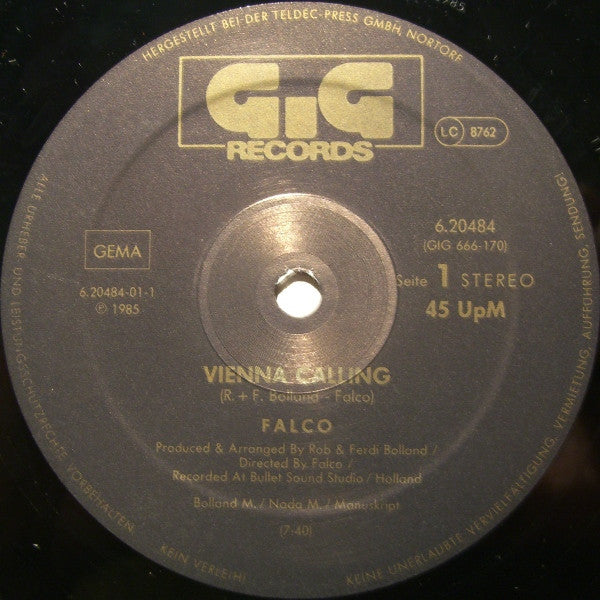 HERGESTELLT BEI DER TELDEC-PRESS GMBH, NORTORF
GiG
RECORDS
LC 8762
GEMA
6.20484-01-1
℗ 1985
6.20484
(GIG 666-170)
Seite 1 STEREO
45 UpM
VIENNA CALLING
(R. + F. Bolland - Falco)
FALCO
Produced & Arranged By Rob & Ferdi Bolland /
Directed By Falco /
Recorded At Bullet Sound Studio / Holland
Bolland M. / Nada M. / Manuskript
(7:40)
ALLE URHEBER UND LEISTUNGSSCHUTZRECHTE VORBEHALTEN
KEIN VERLEIH!
KEINE UNERLAUBTE VERVIELFÄLTIGUNG, VERMIETUNG, AUFFÜHRUNG, SENDUNG!